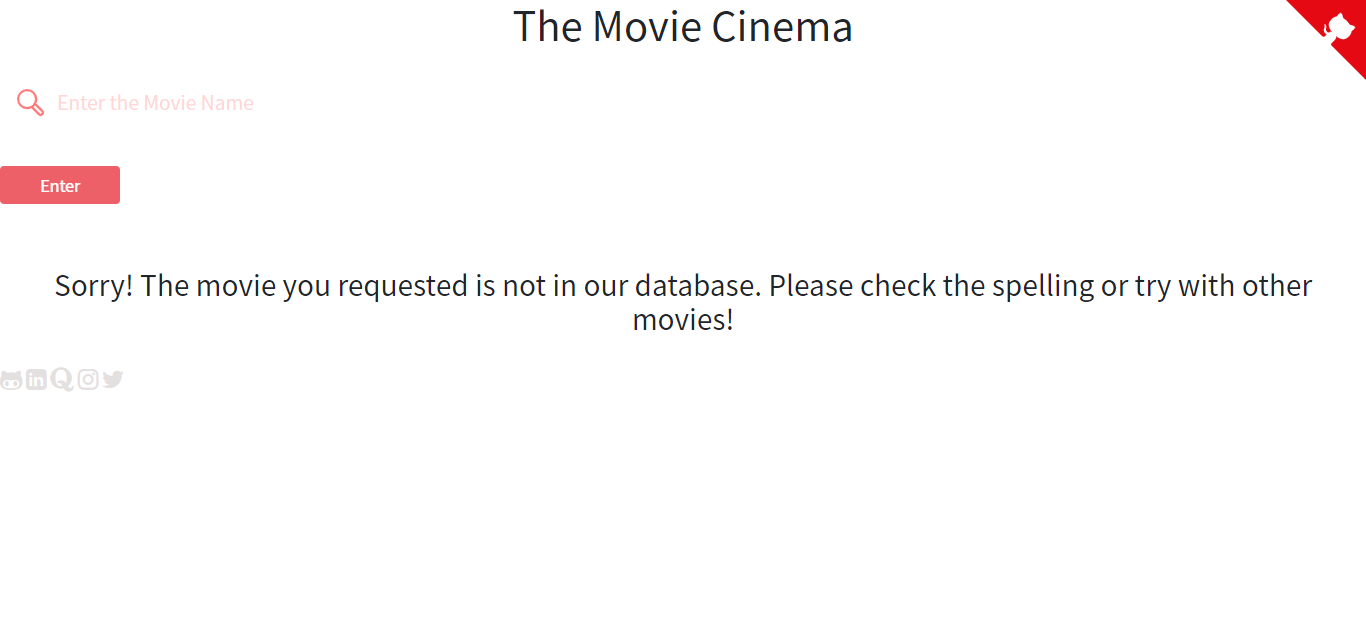 The Movie Cinema
Enter the Movie Name
Enter
Sorry! The movie you requested is not in our database. Please check the spelling or try with other
movies!